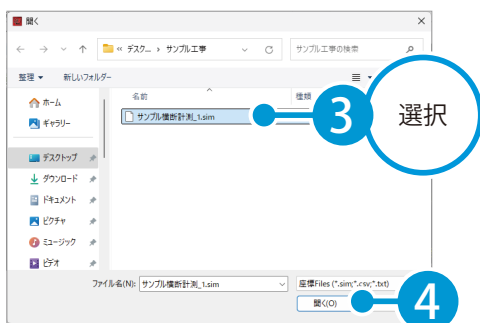 開く
デスク... サンプル工事
サンプル工事の検索
整理 新しいフォルダー
名前 種類
ホーム
ギャラリー
サンプル横断計測_1.sim
3 選択
デスクトップ
ダウンロード
ドキュメント
ピクチャ
ミュージック
ビデオ
ファイル名(N): サンプル横断計測_1.sim 座標Files (*.sim;*.csv;*.txt)
開く(O)
4